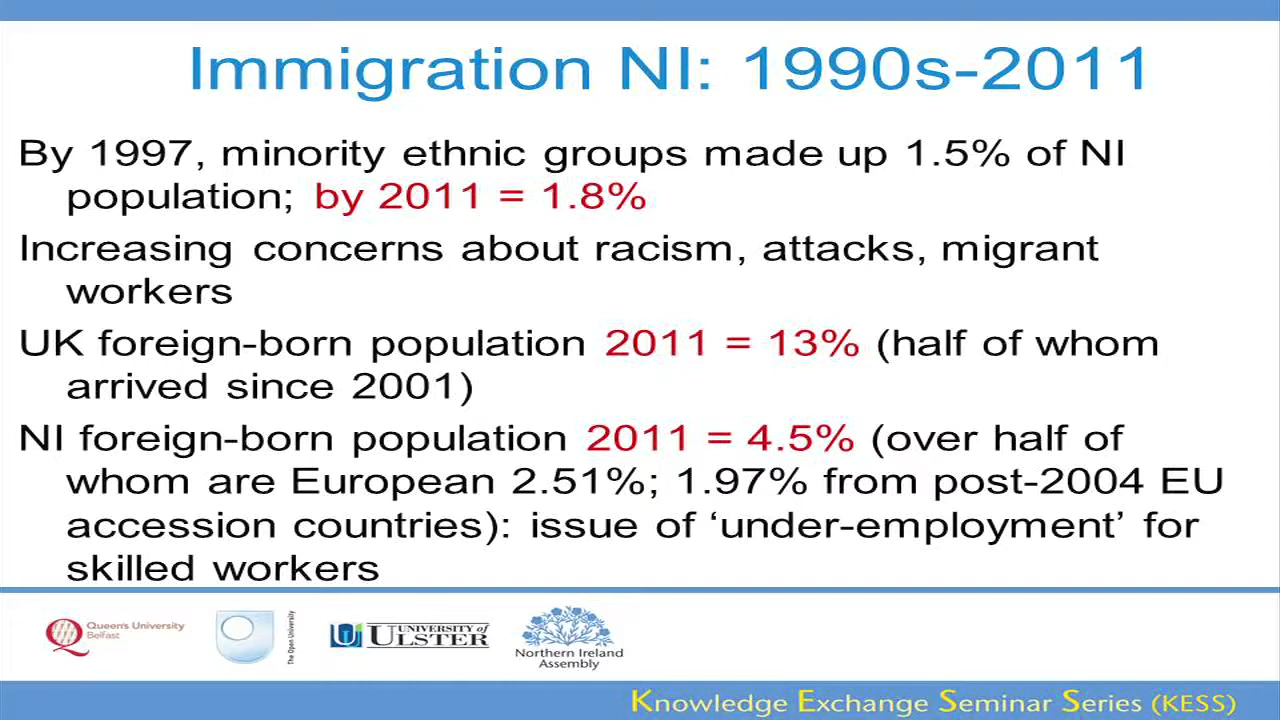 Immigration NI: 1990s-2011
By 1997, minority ethnic groups made up 1.5% of NI
population; by 2011 = 1.8%
Increasing concerns about racism, attacks, migrant
workers
UK foreign-born population 2011 = 13% (half of whom
arrived since 2001)
NI foreign-born population 2011 = 4.5% (over half of
whom are European 2.51%; 1.97% from post-2004 EU
accession countries): issue of ‘under-employment’ for
skilled workers
Queen's University
Belfast
The Open University
UNIVERSITY of
ULSTER
Northern Ireland
Assembly
Knowledge Exchange Seminar Series (KESS)